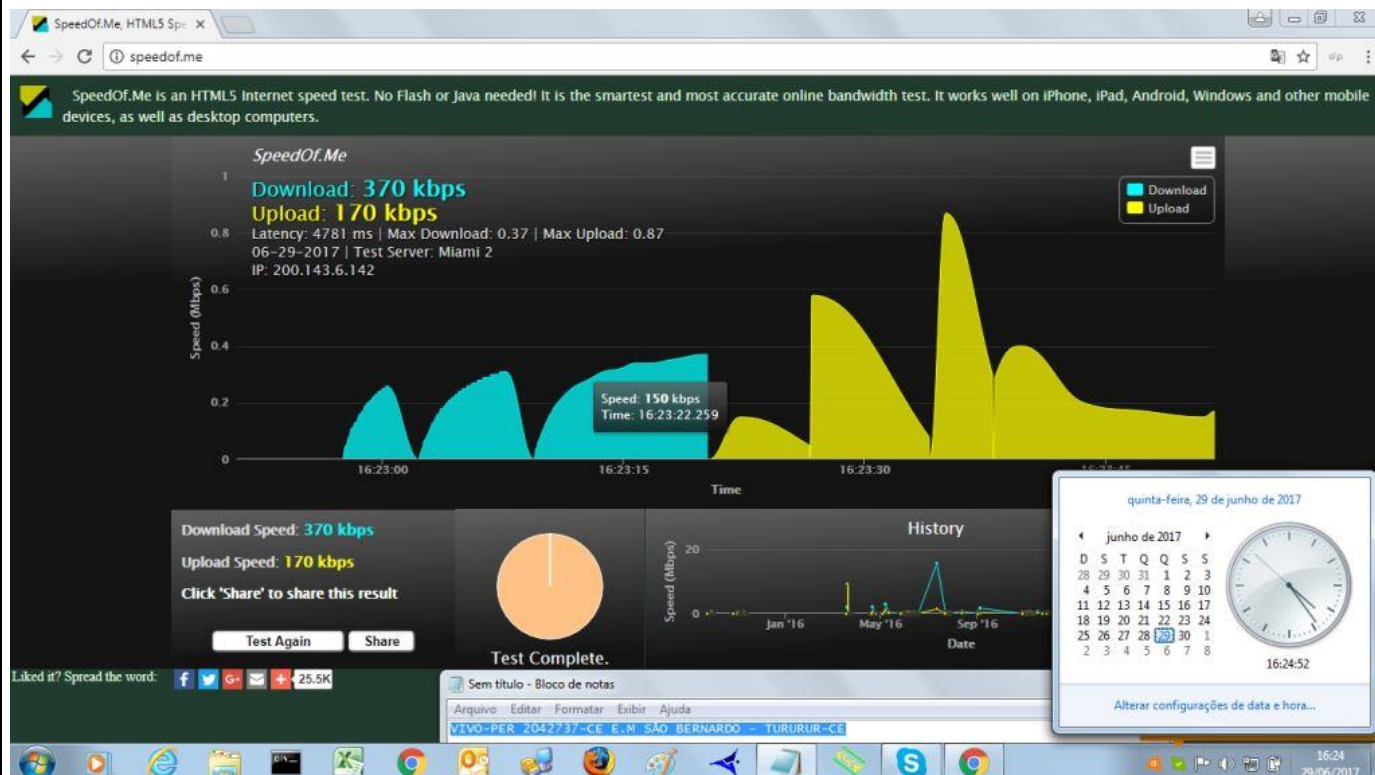 SpeedOf.Me, HTML5 Spe
speedof.me
SpeedOf.Me is an HTML5 Internet speed test. No Flash or Java needed! It is the smartest and most accurate online bandwidth test. It works well on iPhone, iPad, Android, Windows and other mobile
devices, as well as desktop computers.
SpeedOf.Me
Download: 370 kbps
Upload: 170 kbps
Latency: 4781 ms | Max Download: 0.37 | Max Upload: 0.87
06-29-2017 | Test Server: Miami 2
IP: 200.143.6.142
Download
Upload
1
0.8
0.6
0.4
0.2
0
Speed (Mbps)
Speed: 150 kbps
Time: 16:23:22.259
16:23:00 16:23:15 16:23:30 16:23:45
Time
Download Speed: 370 kbps
Upload Speed: 170 kbps
Click 'Share' to share this result
Test Again Share
Test Complete.
History
Speed (Mbps)
20
0
Jan '16 May '16 Sep '16
Date
quinta-feira, 29 de junho de 2017
junho de 2017
D S T Q Q S S
28 29 30 31 1 2 3
4 5 6 7 8 9 10
11 12 13 14 15 16 17
18 19 20 21 22 23 24
25 26 27 28 29 30 1
2 3 4 5 6 7 8
16:24:52
Alterar configurações de data e hora...
Liked it? Spread the word: 25.5K
Sem título - Bloco de notas
Arquivo Editar Formatar Exibir Ajuda
VIVO-PER 2042737-CE E.M SÃO BERNARDO - TURURUR-CE
16:24
29/06/2017